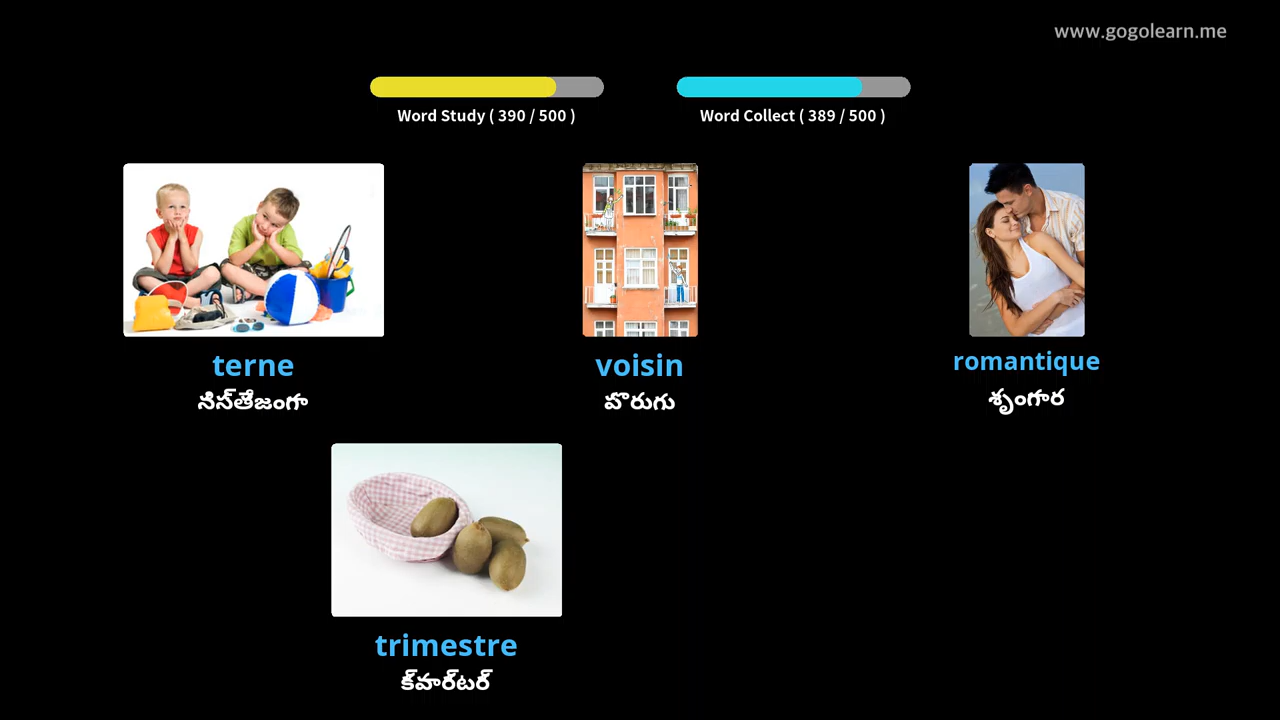 www.gogolearn.me
Word Study ( 390 / 500 )
Word Collect ( 389 / 500 )
terne
నిస్‌తేజంగా
voisin
పొరుగు
romantique
శృంగార
trimestre
క్‌వార్‌టర్